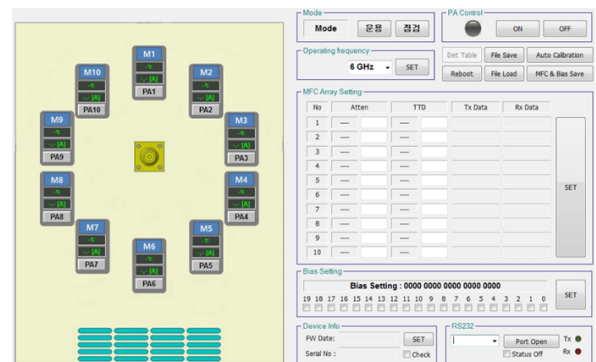 M1
-℃
-.- [A]
PA1
M10
-℃
-.- [A]
PA10
M2
-℃
-.- [A]
PA2
M9
-℃
-.- [A]
PA9
M3
-℃
-.- [A]
PA3
M8
-℃
-.- [A]
PA8
M4
-℃
-.- [A]
PA4
M7
-℃
-.- [A]
PA7
M5
-℃
-.- [A]
PA5
M6
-℃
-.- [A]
PA6
Mode
Mode 운용 점검
PA Control
ON OFF
Operating frequency
6 GHz SET
Det Table File Save Auto Calibration
Reboot File Load MFC & Bias Save
MFC Array Setting
No Atten TTD Tx Data Rx Data
1 --- ---
2 --- ---
3 --- ---
4 --- ---
5 --- ---
6 --- ---
7 --- ---
8 --- ---
9 --- ---
10 --- ---
SET
Bias Setting
Bias Setting : 0000 0000 0000 0000 0000
19 18 17 16 15 14 13 12 11 10 9 8 7 6 5 4 3 2 1 0
SET
Device Info
FW Date: SET
Serial No : Check
RS232
Port Open Tx
Status Off Rx